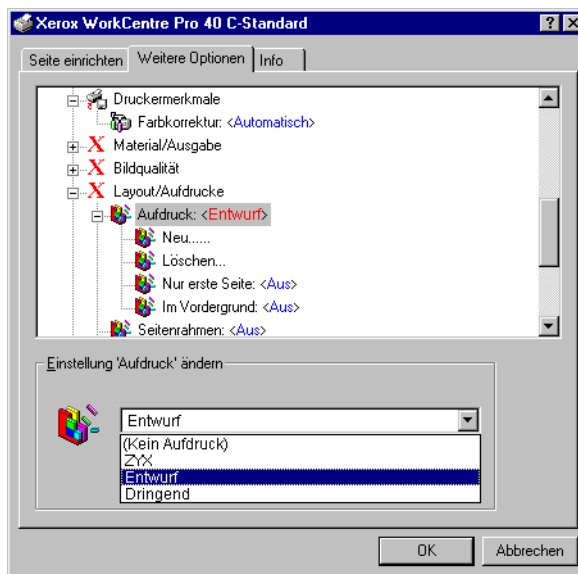 Xerox WorkCentre Pro 40 C-Standard
Seite einrichten Weitere Optionen Info
Druckermerkmale
Farbkorrektur: <Automatisch>
Material/Ausgabe
Bildqualität
Layout/Aufdrucke
Aufdruck: <Entwurf>
Neu......
Löschen...
Nur erste Seite: <Aus>
Im Vordergrund: <Aus>
Seitenrahmen: <Aus>
Einstellung 'Aufdruck' ändern
Entwurf
(Kein Aufdruck)
ZYX
Entwurf
Dringend
OK Abbrechen